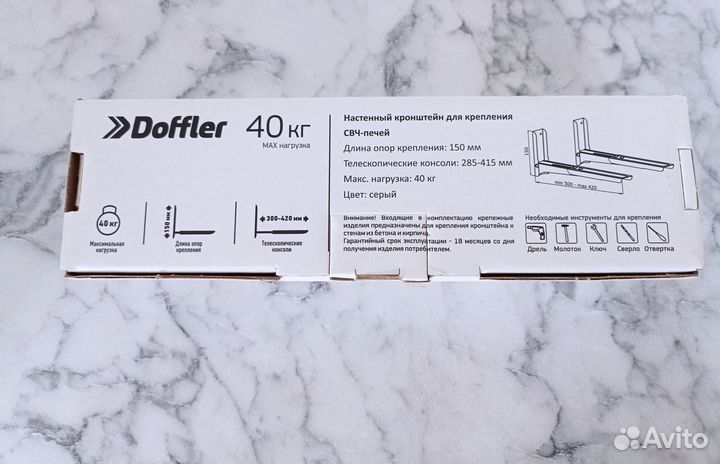 Doffler
40 кг
MAX нагрузка
Настенный кронштейн для крепления
СВЧ-печей
Длина опор крепления: 150 мм
Телескопические консоли: 285-415 мм
Макс. нагрузка: 40 кг
Цвет: серый
150
min 300 - max 420
40 кг
Максимальная
нагрузка
150 мм
Длина опор
крепления
300-420 мм
Телескопические
консоли
Внимание! Входящие в комплектацию крепежные
изделия предназначены для крепления кронштейна к
стенам из бетона и кирпича.
Гарантийный срок эксплуатации - 18 месяцев со дня
получения изделия потребителем.
Необходимые инструменты для крепления
Дрель Молоток Ключ Сверло Отвертка
Avito